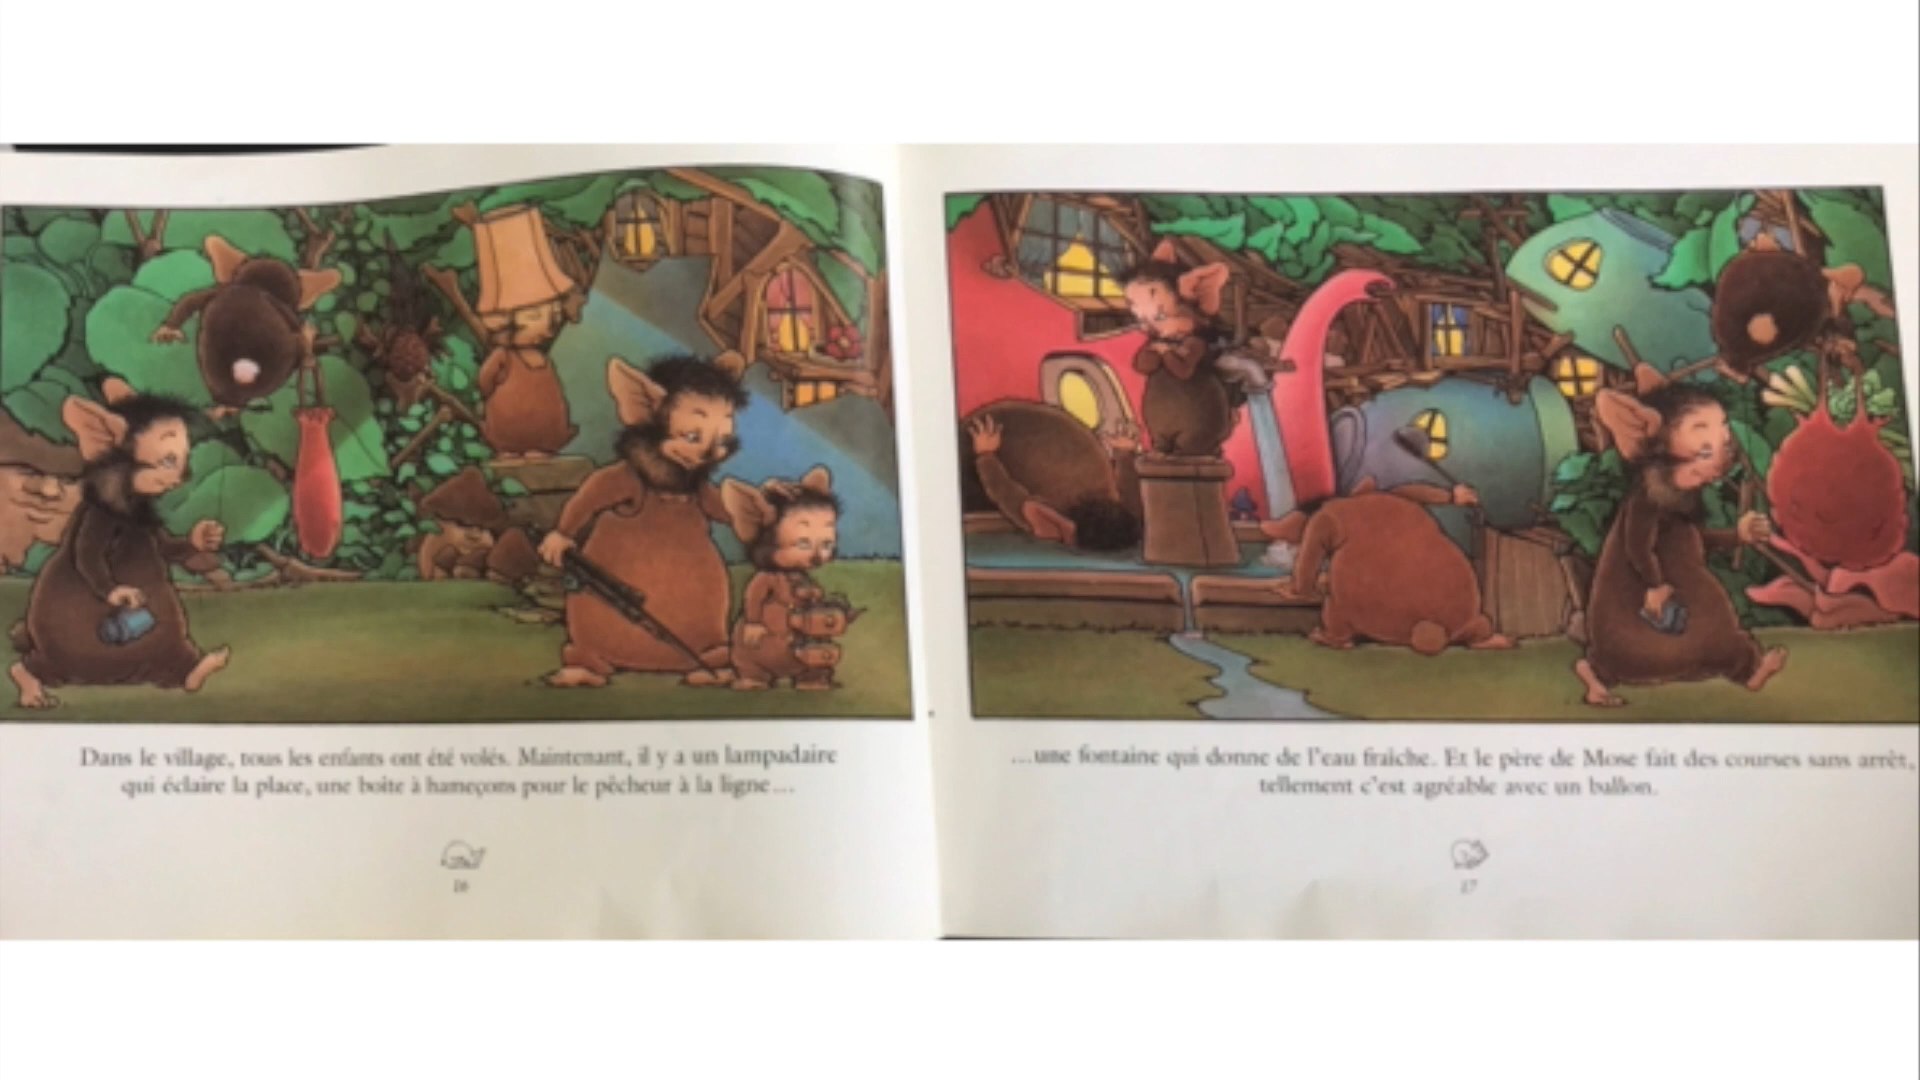 Dans le village, tous les enfants ont été volés. Maintenant, il y a un lampadaire
qui éclaire la place, une boîte à hameçons pour le pêcheur à la ligne...
16
...une fontaine qui donne de l'eau fraîche. Et le père de Mose fait des courses sans arrêt,
tellement c'est agréable avec un ballon.
17